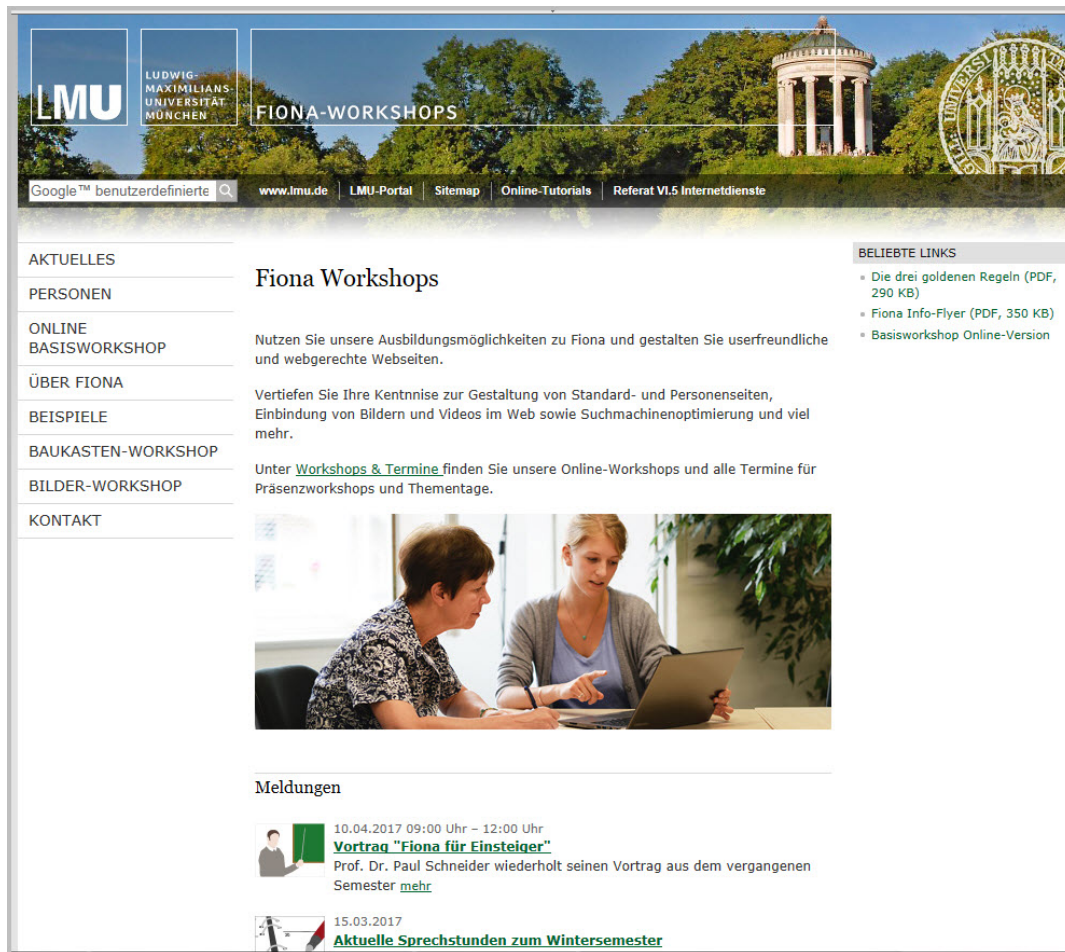 LMU
LUDWIG-
MAXIMILIANS-
UNIVERSITÄT
MÜNCHEN
FIONA-WORKSHOPS
Google™ benutzerdefinierte
www.lmu.de
LMU-Portal
Sitemap
Online-Tutorials
Referat VI.5 Internetdienste
AKTUELLES
PERSONEN
ONLINE
BASISWORKSHOP
ÜBER FIONA
BEISPIELE
BAUKASTEN-WORKSHOP
BILDER-WORKSHOP
KONTAKT
Fiona Workshops
Nutzen Sie unsere Ausbildungsmöglichkeiten zu Fiona und gestalten Sie userfreundliche
und webgerechte Webseiten.
Vertiefen Sie Ihre Kentnnise zur Gestaltung von Standard- und Personenseiten,
Einbindung von Bildern und Videos im Web sowie Suchmachinenoptimierung und viel
mehr.
Unter Workshops & Termine finden Sie unsere Online-Workshops und alle Termine für
Präsenzworkshops und Thementage.
Meldungen
10.04.2017 09:00 Uhr – 12:00 Uhr
Vortrag "Fiona für Einsteiger"
Prof. Dr. Paul Schneider wiederholt seinen Vortrag aus dem vergangenen
Semester mehr
15.03.2017
Aktuelle Sprechstunden zum Wintersemester
BELIEBTE LINKS
Die drei goldenen Regeln (PDF,
290 KB)
Fiona Info-Flyer (PDF, 350 KB)
Basisworkshop Online-Version